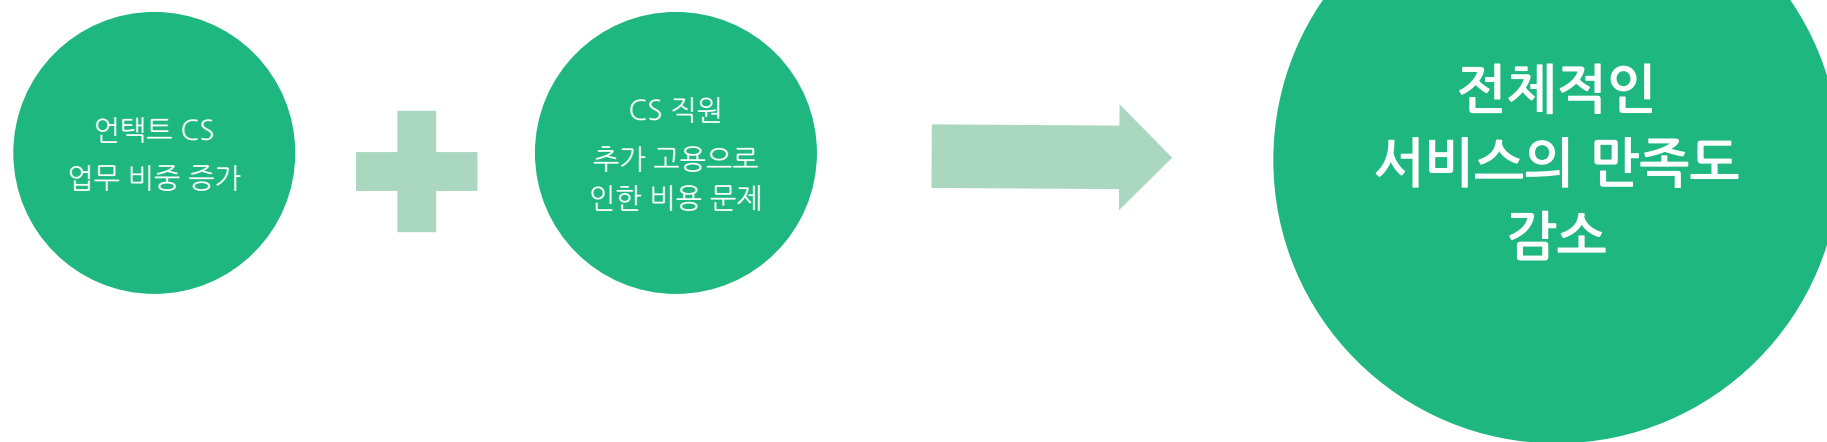 언택트 CS
업무 비중 증가
CS 직원
추가 고용으로
인한 비용 문제
전체적인
서비스의 만족도
감소